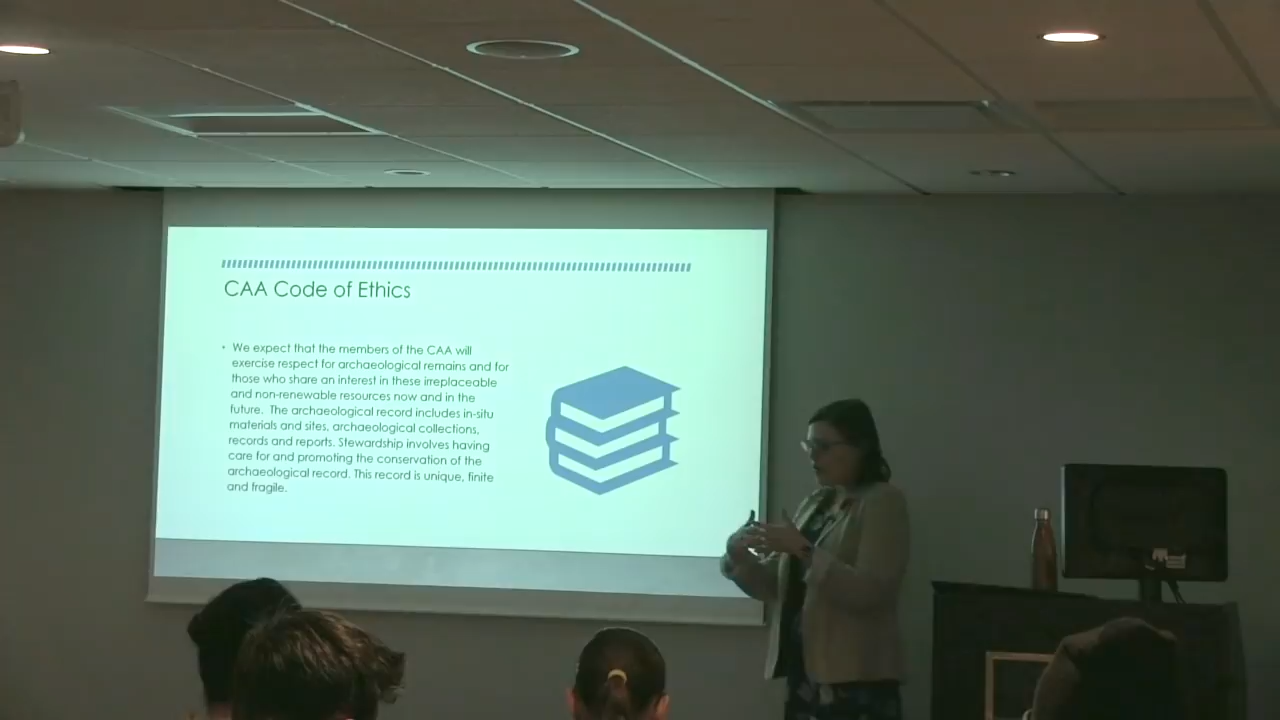 CAA Code of Ethics
• We expect that the members of the CAA will
exercise respect for archaeological remains and for
those who share an interest in these irreplaceable
and non-renewable resources now and in the
future. The archaeological record includes in-situ
materials and sites, archaeological collections,
records and reports. Stewardship involves having
care for and promoting the conservation of the
archaeological record. This record is unique, finite
and fragile.